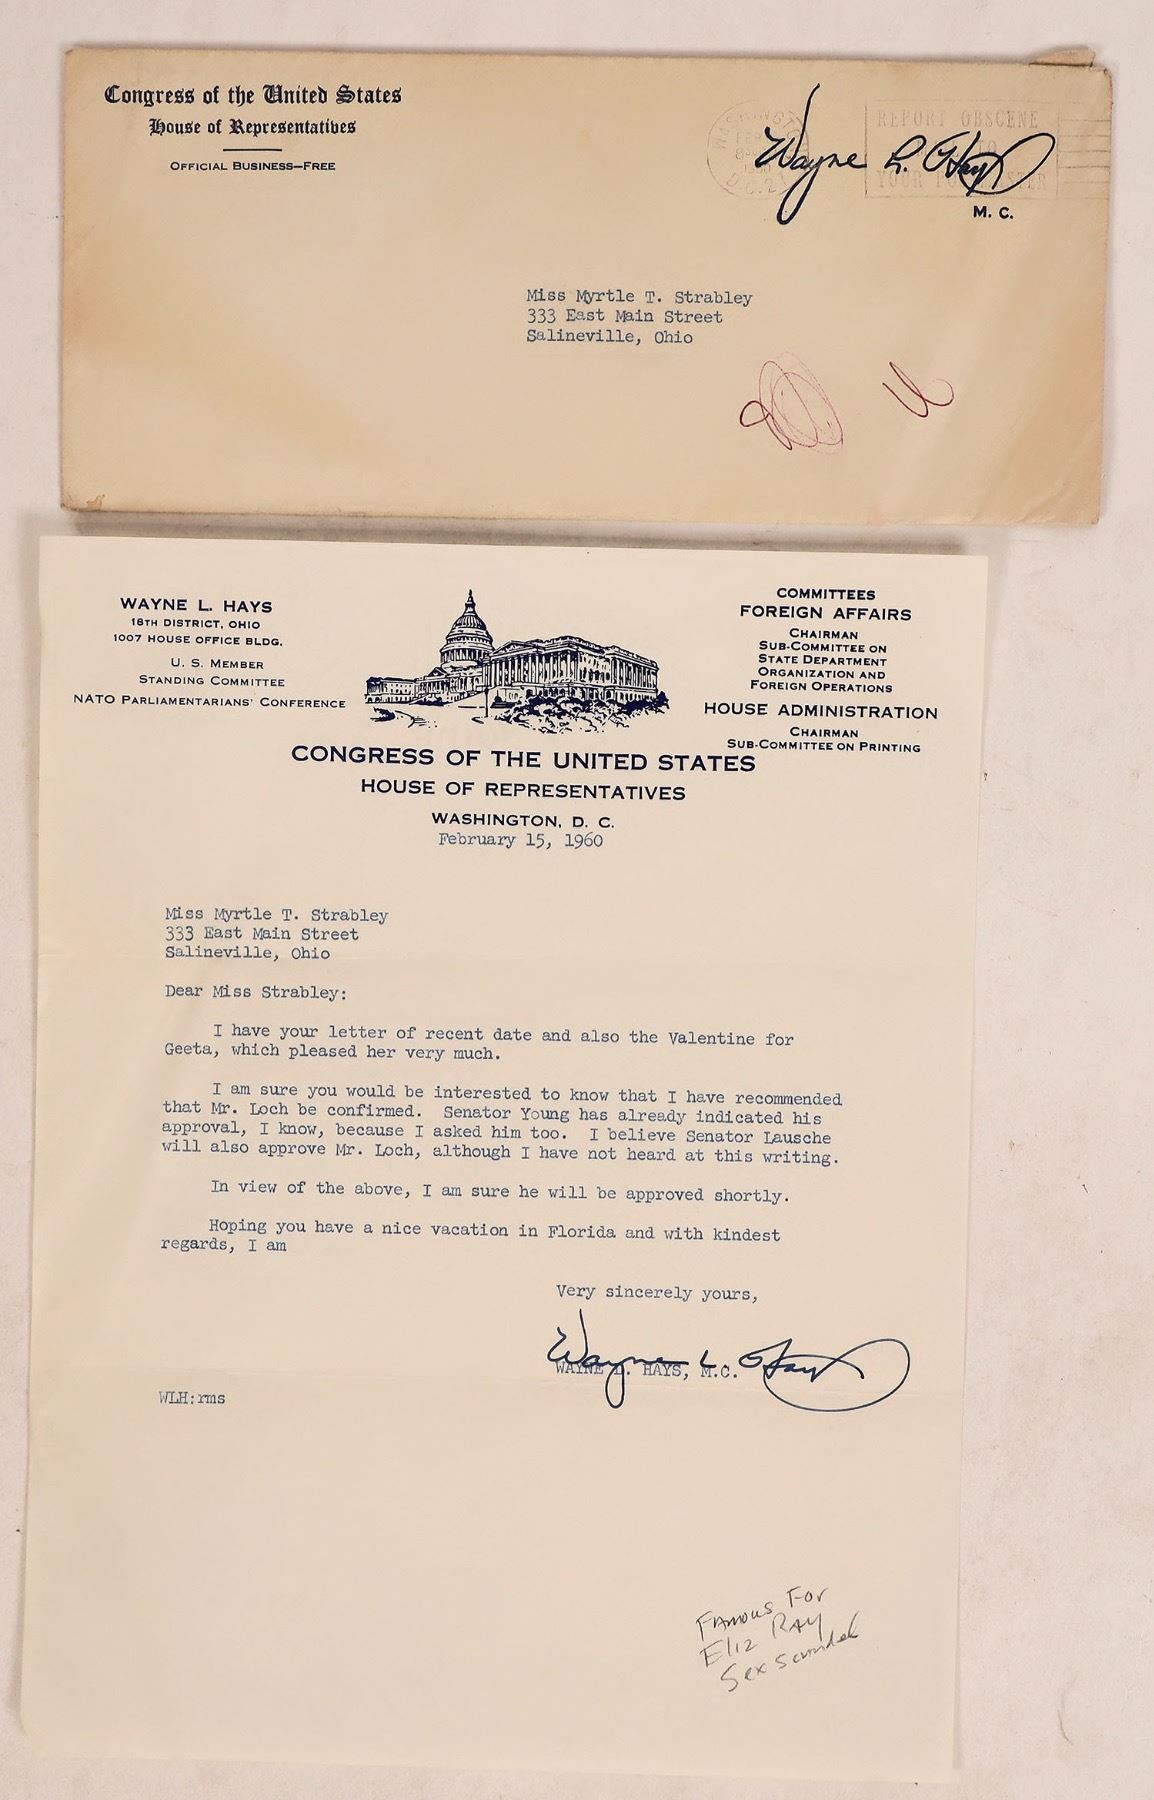 Congress of the United States
House of Representatives
OFFICIAL BUSINESS—FREE
WASHINGTON
D.C.
REPORT OBSCENE
TO
YOUR POSTMASTER
Wayne L. Hays
M. C.
Miss Myrtle T. Strabley
333 East Main Street
Salineville, Ohio
WAYNE L. HAYS
18TH DISTRICT, OHIO
1007 HOUSE OFFICE BLDG.
U. S. MEMBER
STANDING COMMITTEE
NATO PARLIAMENTARIANS' CONFERENCE
COMMITTEES
FOREIGN AFFAIRS
CHAIRMAN
SUB-COMMITTEE ON
STATE DEPARTMENT
ORGANIZATION AND
FOREIGN OPERATIONS
HOUSE ADMINISTRATION
CHAIRMAN
SUB-COMMITTEE ON PRINTING
CONGRESS OF THE UNITED STATES
HOUSE OF REPRESENTATIVES
WASHINGTON, D. C.
February 15, 1960
Miss Myrtle T. Strabley
333 East Main Street
Salineville, Ohio
Dear Miss Strabley:
I have your letter of recent date and also the Valentine for
Geeta, which pleased her very much.
I am sure you would be interested to know that I have recommended
that Mr. Loch be confirmed. Senator Young has already indicated his
approval, I know, because I asked him too. I believe Senator Lausche
will also approve Mr. Loch, although I have not heard at this writing.
In view of the above, I am sure he will be approved shortly.
Hoping you have a nice vacation in Florida and with kindest
regards, I am
Very sincerely yours,
Wayne L. Hays
WAYNE L. HAYS, M.C.
WLH:rms
Famous For
Eliz Ray
Sex Scandal